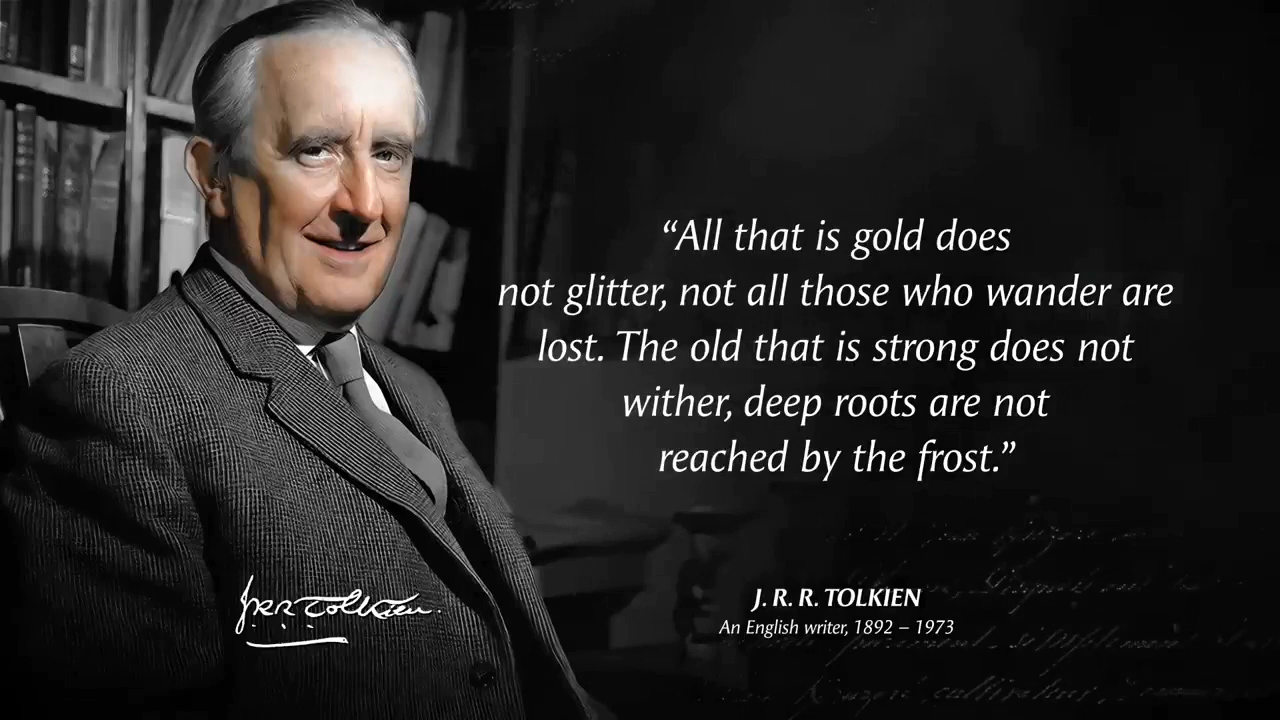 “All that is gold does
not glitter, not all those who wander are
lost. The old that is strong does not
wither, deep roots are not
reached by the frost.”
J.R.R. Tolkien.
J. R. R. TOLKIEN
An English writer, 1892 – 1973